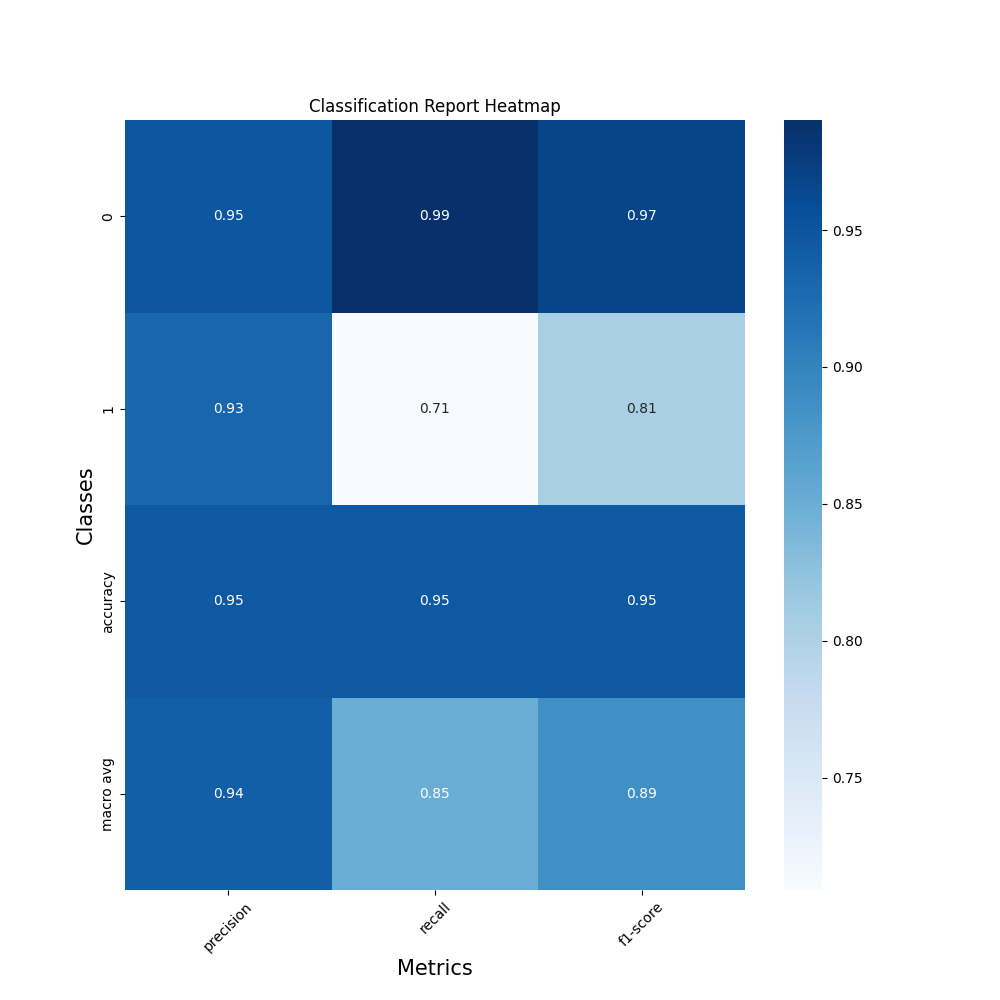 Classification Report Heatmap
0 0.95 0.99 0.97 0.95
0.90
1 0.93 0.71 0.81
0.85
Classes
accuracy 0.95 0.95 0.95
0.80
macro avg 0.94 0.85 0.89 0.75
precision recall f1-score
Metrics